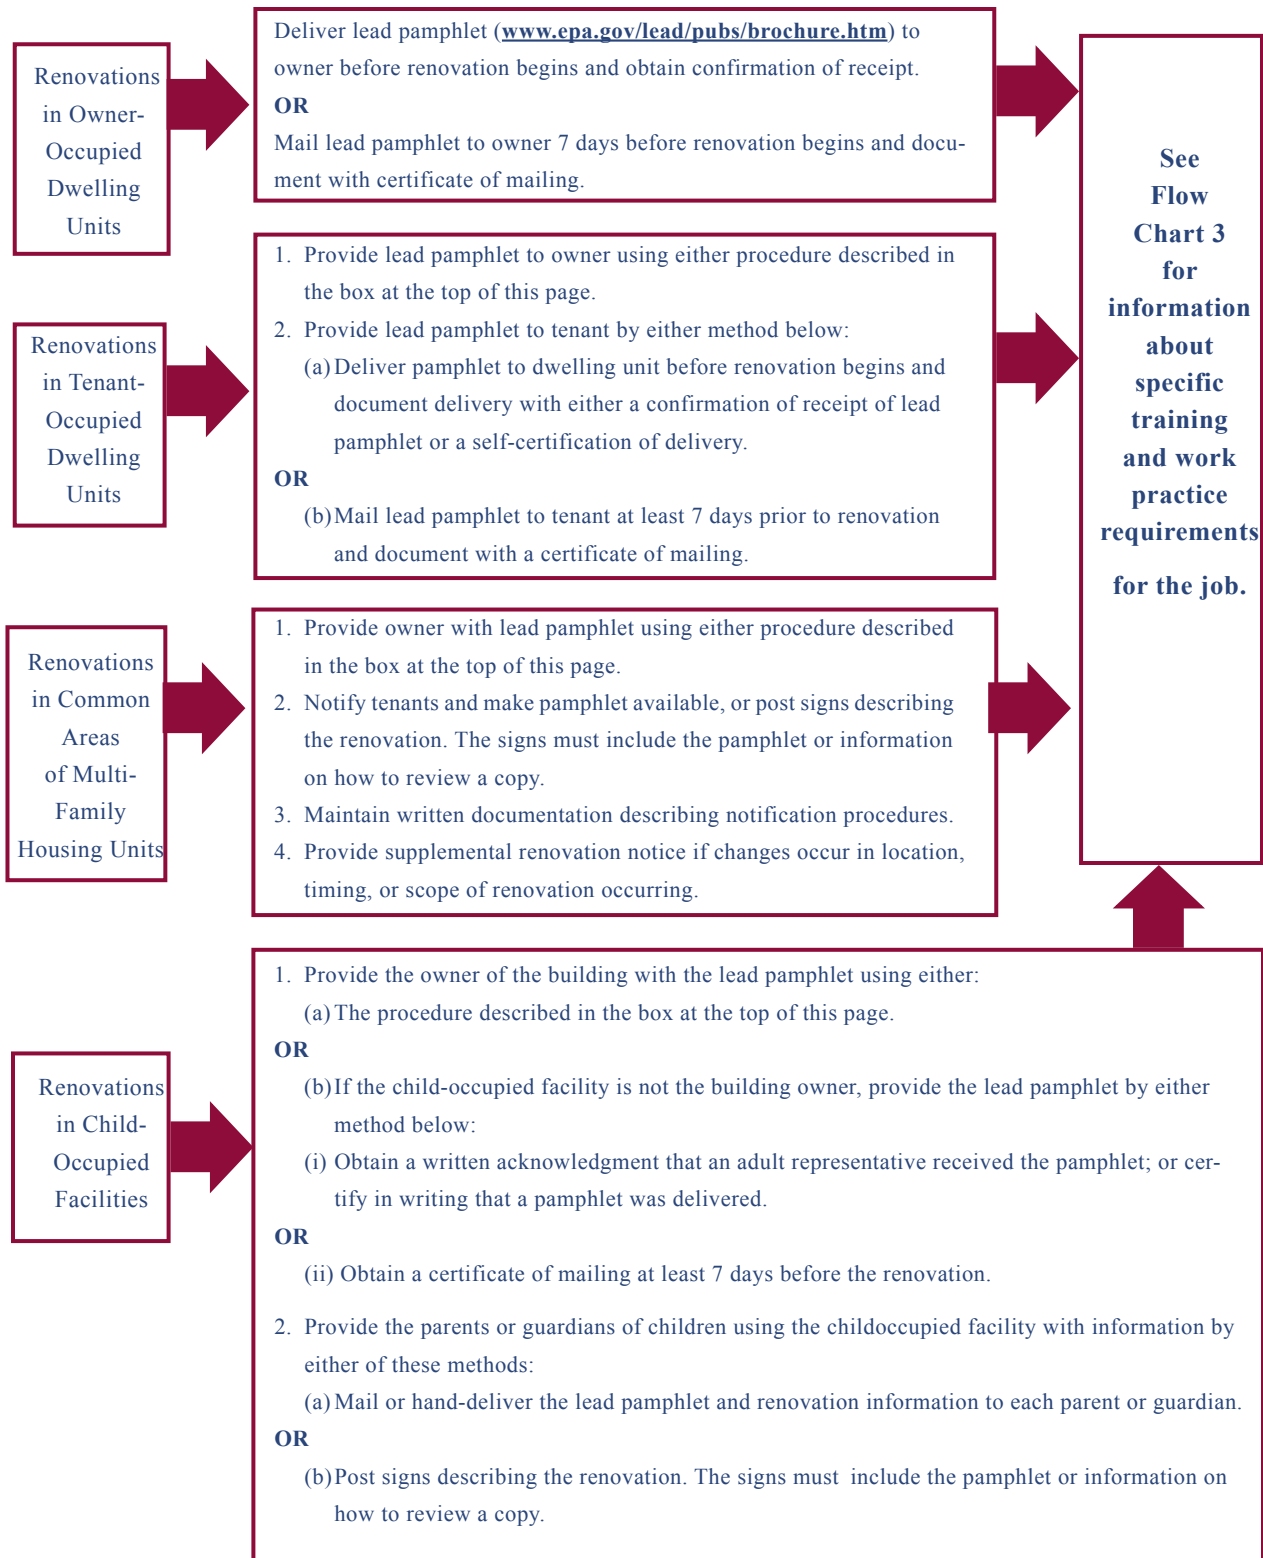 Renovations
in Owner-
Occupied
Dwelling
Units
Deliver lead pamphlet (www.epa.gov/lead/pubs/brochure.htm) to
owner before renovation begins and obtain confirmation of receipt.
OR
Mail lead pamphlet to owner 7 days before renovation begins and docu-
ment with certificate of mailing.
Renovations
in Tenant-
Occupied
Dwelling
Units
1. Provide lead pamphlet to owner using either procedure described in
the box at the top of this page.
2. Provide lead pamphlet to tenant by either method below:
(a) Deliver pamphlet to dwelling unit before renovation begins and
document delivery with either a confirmation of receipt of lead
pamphlet or a self-certification of delivery.
OR
(b) Mail lead pamphlet to tenant at least 7 days prior to renovation
and document with a certificate of mailing.
Renovations
in Common
Areas
of Multi-
Family
Housing Units
1. Provide owner with lead pamphlet using either procedure described
in the box at the top of this page.
2. Notify tenants and make pamphlet available, or post signs describing
the renovation. The signs must include the pamphlet or information
on how to review a copy.
3. Maintain written documentation describing notification procedures.
4. Provide supplemental renovation notice if changes occur in location,
timing, or scope of renovation occurring.
See
Flow
Chart 3
for
information
about
specific
training
and work
practice
requirements
for the job.
Renovations
in Child-
Occupied
Facilities
1. Provide the owner of the building with the lead pamphlet using either:
(a) The procedure described in the box at the top of this page.
OR
(b) If the child-occupied facility is not the building owner, provide the lead pamphlet by either
method below:
(i) Obtain a written acknowledgment that an adult representative received the pamphlet; or cer-
tify in writing that a pamphlet was delivered.
OR
(ii) Obtain a certificate of mailing at least 7 days before the renovation.
2. Provide the parents or guardians of children using the childoccupied facility with information by
either of these methods:
(a) Mail or hand-deliver the lead pamphlet and renovation information to each parent or guardian.
OR
(b) Post signs describing the renovation. The signs must include the pamphlet or information on
how to review a copy.